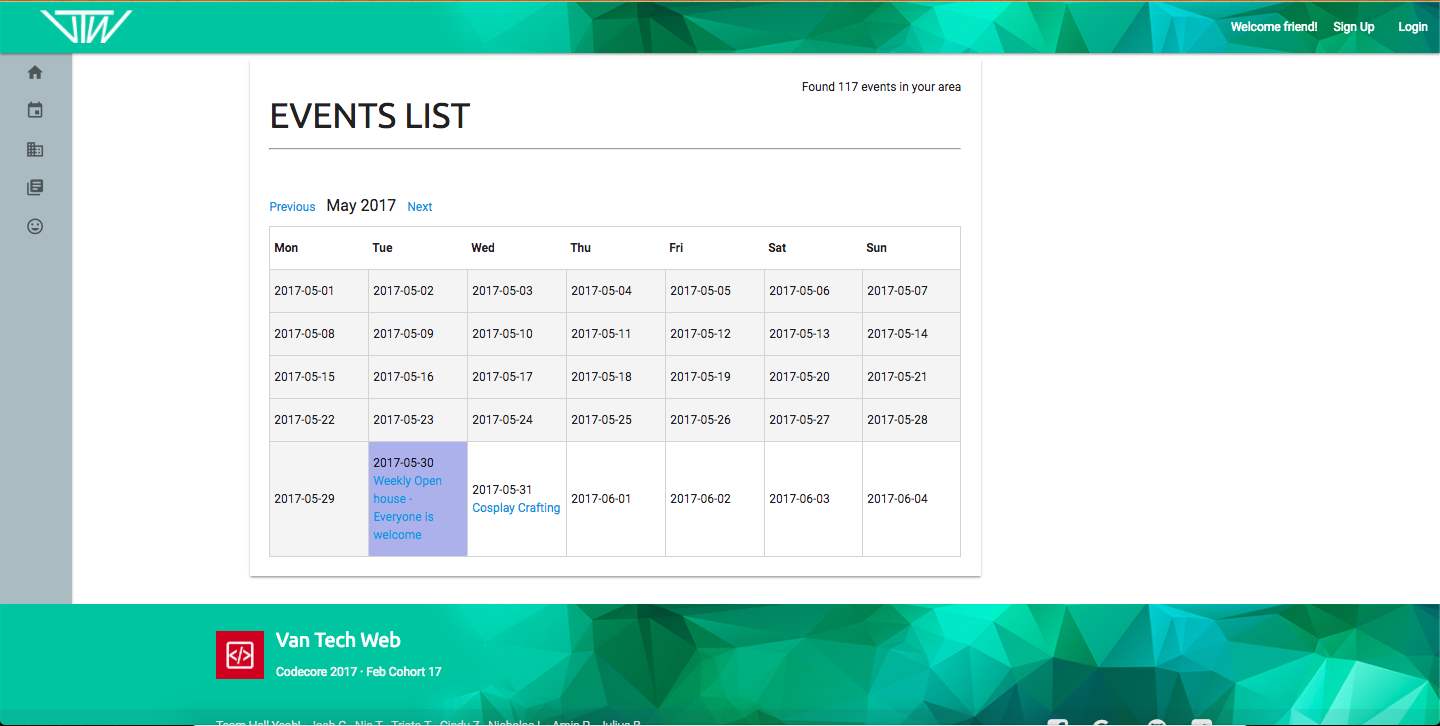 VTW
Welcome friend! Sign Up Login
Found 117 events in your area
EVENTS LIST
Previous May 2017 Next
Mon Tue Wed Thu Fri Sat Sun
2017-05-01 2017-05-02 2017-05-03 2017-05-04 2017-05-05 2017-05-06 2017-05-07
2017-05-08 2017-05-09 2017-05-10 2017-05-11 2017-05-12 2017-05-13 2017-05-14
2017-05-15 2017-05-16 2017-05-17 2017-05-18 2017-05-19 2017-05-20 2017-05-21
2017-05-22 2017-05-23 2017-05-24 2017-05-25 2017-05-26 2017-05-27 2017-05-28
2017-05-29
2017-05-30
Weekly Open
house -
Everyone is
welcome
2017-05-31
Cosplay Crafting
2017-06-01 2017-06-02 2017-06-03 2017-06-04
</>
Van Tech Web
Codecore 2017 · Feb Cohort 17